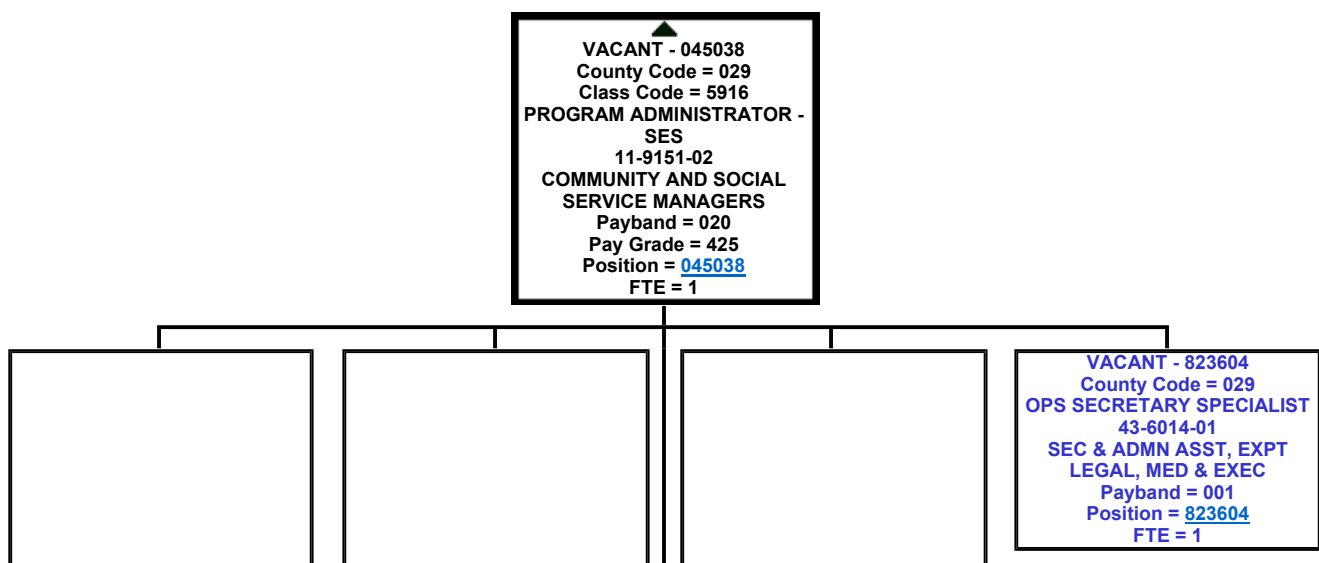 VACANT - 045038
County Code = 029
Class Code = 5916
PROGRAM ADMINISTRATOR -
SES
11-9151-02
COMMUNITY AND SOCIAL
SERVICE MANAGERS
Payband = 020
Pay Grade = 425
Position = 045038
FTE = 1
VACANT - 823604
County Code = 029
OPS SECRETARY SPECIALIST
43-6014-01
SEC & ADMN ASST, EXPT
LEGAL, MED & EXEC
Payband = 001
Position = 823604
FTE = 1